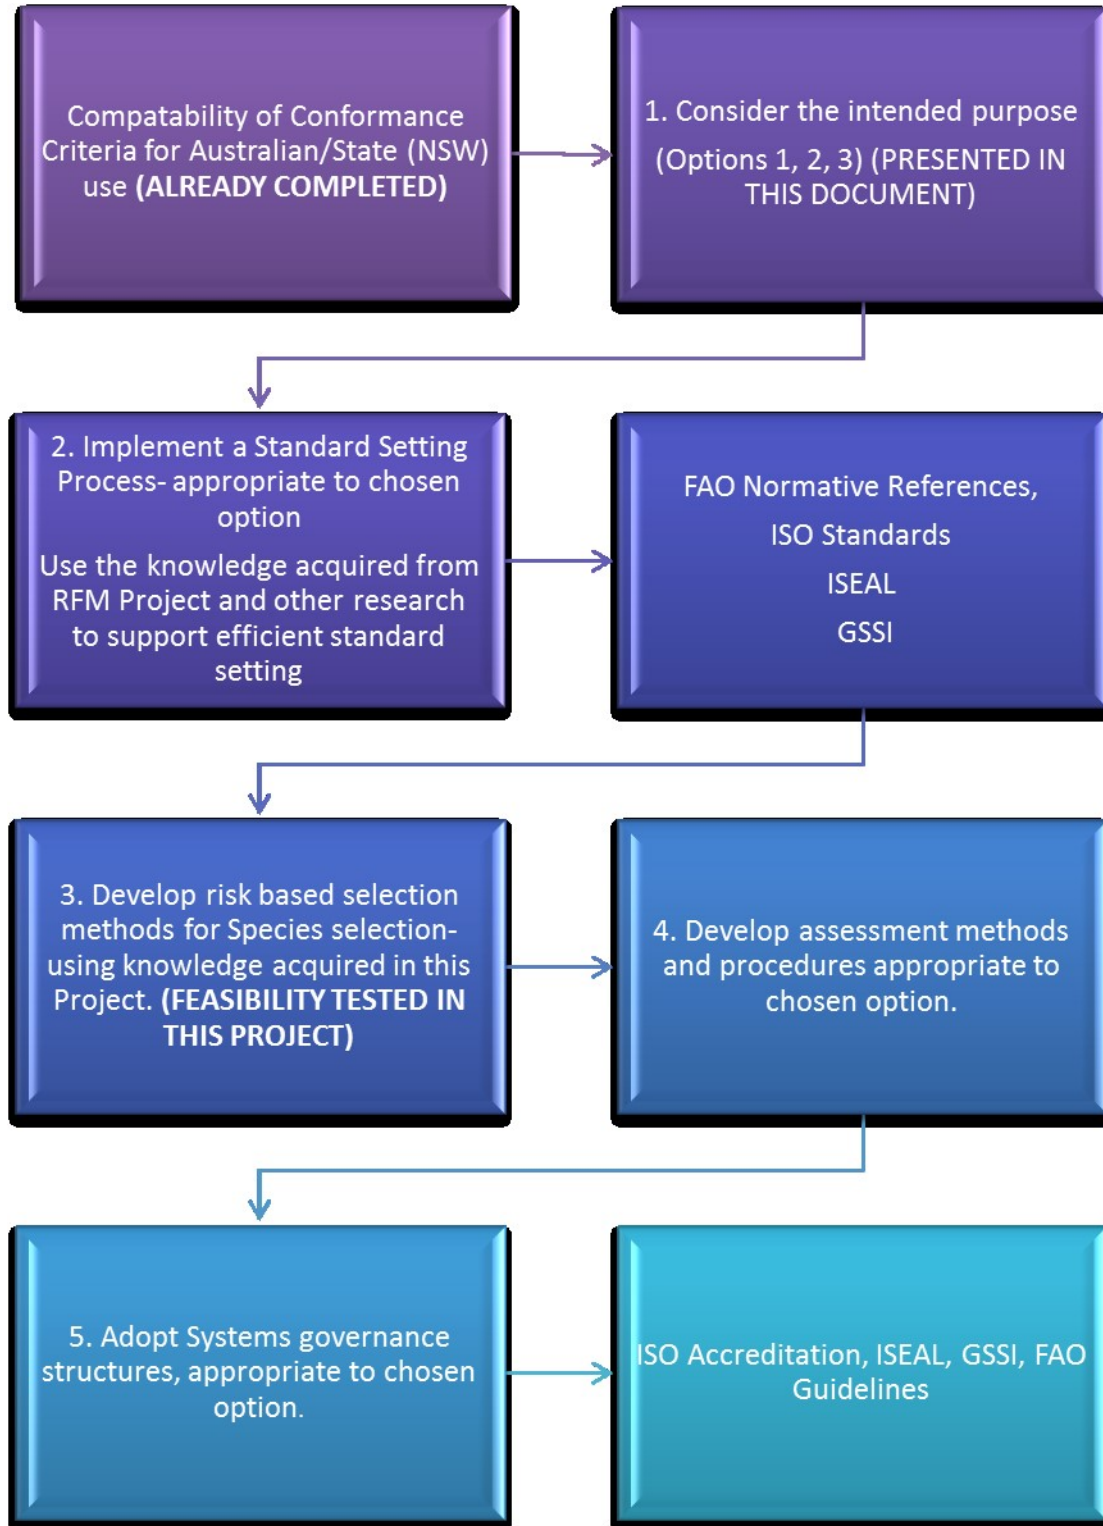 Compatability of Conformance
Criteria for Australian/State (NSW)
use (ALREADY COMPLETED)
1. Consider the intended purpose
(Options 1, 2, 3) (PRESENTED IN
THIS DOCUMENT)
2. Implement a Standard Setting
Process- appropriate to chosen
option
Use the knowledge acquired from
RFM Project and other research
to support efficient standard
setting
FAO Normative References,
ISO Standards
ISEAL
GSSI
3. Develop risk based selection
methods for Species selection-
using knowledge acquired in this
Project. (FEASIBILITY TESTED IN
THIS PROJECT)
4. Develop assessment methods
and procedures appropriate to
chosen option.
5. Adopt Systems governance
structures, appropriate to chosen
option.
ISO Accreditation, ISEAL, GSSI, FAO
Guidelines